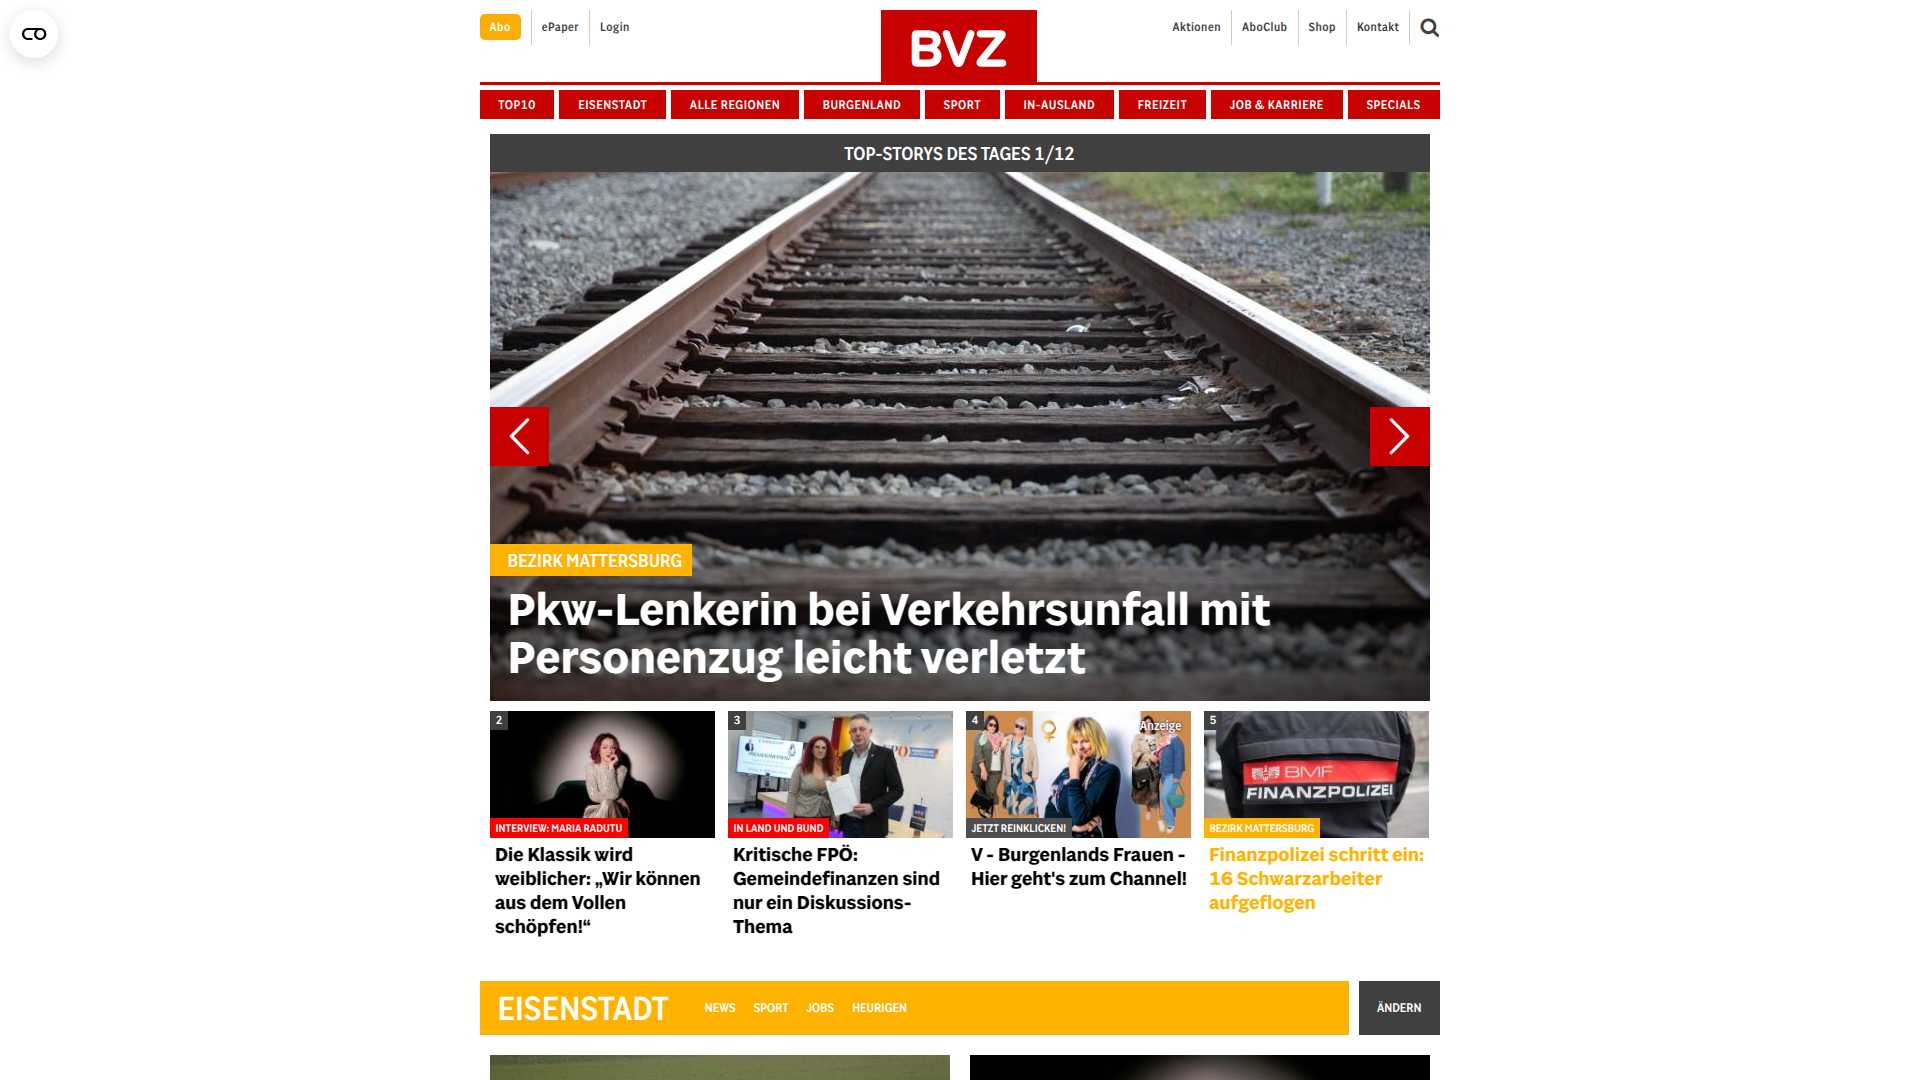 Abo
ePaper
Login
BVZ
Aktionen
AboClub
Shop
Kontakt
TOP10
EISENSTADT
ALLE REGIONEN
BURGENLAND
SPORT
IN-AUSLAND
FREIZEIT
JOB & KARRIERE
SPECIALS
TOP-STORYS DES TAGES 1/12
BEZIRK MATTERSBURG
Pkw-Lenkerin bei Verkehrsunfall mit
Personenzug leicht verletzt
2
INTERVIEW: MARIA RADUTU
Die Klassik wird
weiblicher: „Wir können
aus dem Vollen
schöpfen!“
3
IN LAND UND BUND
Kritische FPÖ:
Gemeindefinanzen sind
nur ein Diskussions-
Thema
4
Anzeige
JETZT REINKLICKEN!
V - Burgenlands Frauen -
Hier geht's zum Channel!
5
BMF
FINANZPOLIZEI
BEZIRK MATTERSBURG
Finanzpolizei schritt ein:
16 Schwarzarbeiter
aufgeflogen
EISENSTADT
NEWS
SPORT
JOBS
HEURIGEN
ÄNDERN